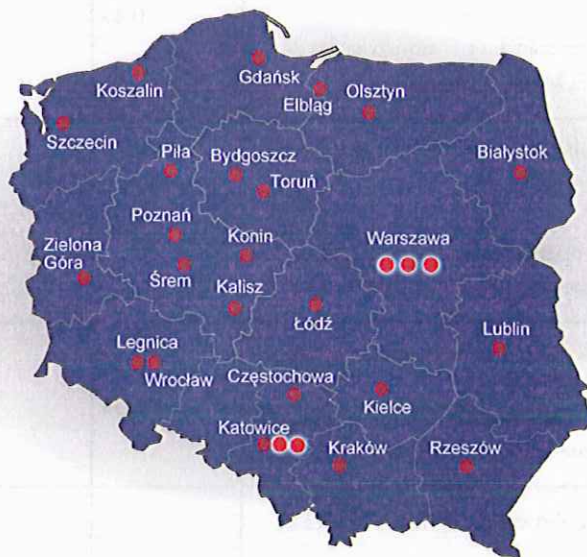 Gdańsk
Koszalin
Elbląg
Olsztyn
Szczecin
Piła
Bydgoszcz
Białystok
Toruń
Poznań
Zielona
Góra
Konin
Warszawa
Śrem
Kalisz
Łódź
Lublin
Legnica
Wrocław
Częstochowa
Kielce
Katowice
Kraków
Rzeszów